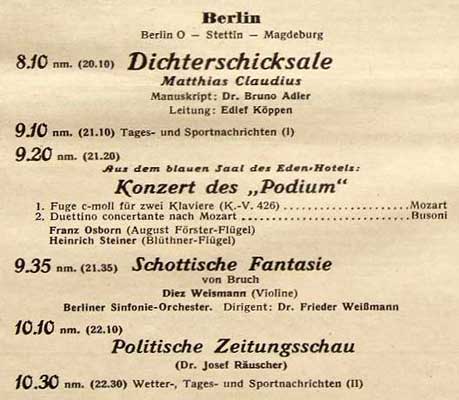 Berlin
Berlin O — Stettin — Magdeburg
8.10 nm. (20.10) Dichterschicksale
Matthias Claudius
Manuskript: Dr. Bruno Adler
Leitung: Edlef Köppen
9.10 nm. (21.10) Tages- und Sportnachrichten (I)
9.20 nm. (21.20)
Aus dem blauen Saal des Eden-Hotels:
Konzert des „Podium“
1. Fuge c-moll für zwei Klaviere (K.-V. 426) ........................ Mozart
2. Duettino concertante nach Mozart ........................ Busoni
Franz Osborn (August Förster-Flügel)
Heinrich Steiner (Blüthner-Flügel)
9.35 nm. (21.35) Schottische Fantasie
von Bruch
Diez Weismann (Violine)
Berliner Sinfonie-Orchester. Dirigent: Dr. Frieder Weißmann
10.10 nm. (22.10)
Politische Zeitungsschau
(Dr. Josef Räuscher)
10.30 nm. (22.30) Wetter-, Tages- und Sportnachrichten (II)